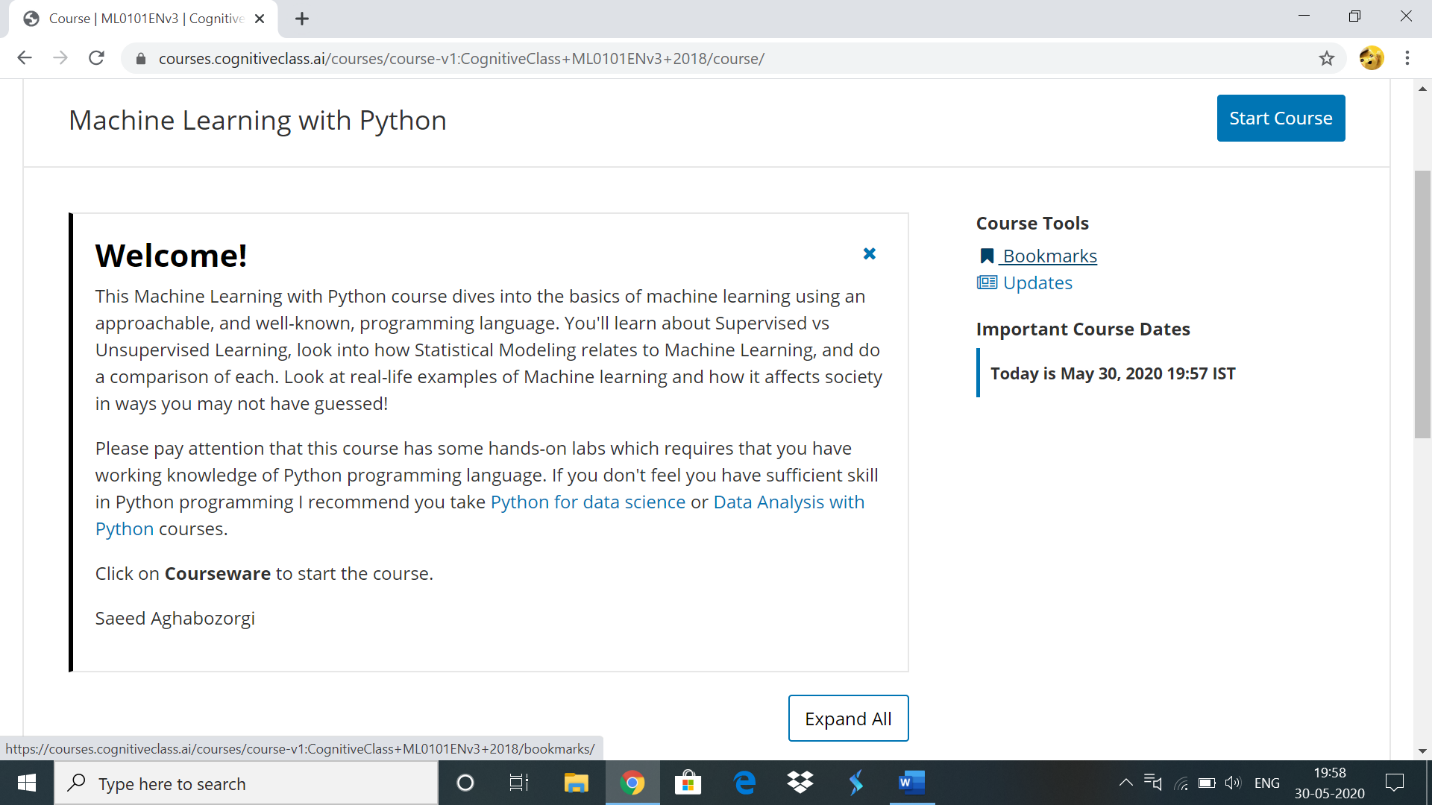 Course | ML0101ENv3 | Cognitive
courses.cognitiveclass.ai/courses/course-v1:CognitiveClass+ML0101ENv3+2018/course/
Machine Learning with Python
Start Course
Welcome!
This Machine Learning with Python course dives into the basics of machine learning using an
approachable, and well-known, programming language. You'll learn about Supervised vs
Unsupervised Learning, look into how Statistical Modeling relates to Machine Learning, and do
a comparison of each. Look at real-life examples of Machine learning and how it affects society
in ways you may not have guessed!
Please pay attention that this course has some hands-on labs which requires that you have
working knowledge of Python programming language. If you don't feel you have sufficient skill
in Python programming I recommend you take Python for data science or Data Analysis with
Python courses.
Click on Courseware to start the course.
Saeed Aghabozorgi
Expand All
Course Tools
Bookmarks
Updates
Important Course Dates
Today is May 30, 2020 19:57 IST
https://courses.cognitiveclass.ai/courses/course-v1:CognitiveClass+ML0101ENv3+2018/bookmarks/
Type here to search
ENG
19:58
30-05-2020